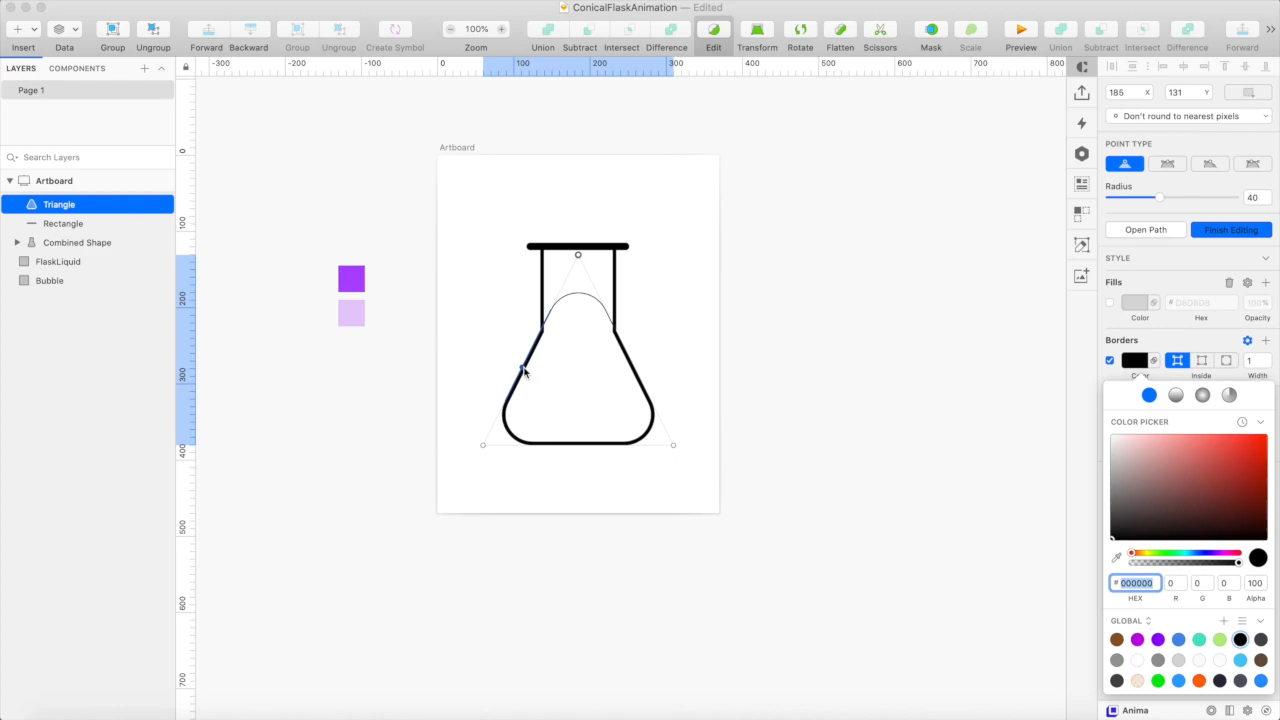 ConicalFlaskAnimation — Edited
100%
Insert Data Group Ungroup Forward Backward Group Ungroup Create Symbol Zoom Union Subtract Intersect Difference Edit Transform Rotate Flatten Scissors Mask Scale Preview Union Subtract Intersect Difference Forward
LAYERS COMPONENTS
Page 1
Search Layers
Artboard
Triangle
Rectangle
Combined Shape
FlaskLiquid
Bubble
-300 -200 -100 0 100 200 300 400 500 600 700 800
0
100
200
300
400
500
600
700
Artboard
185 X 131 Y
Don't round to nearest pixels
POINT TYPE
Radius
40
Open Path Finish Editing
STYLE
Fills
# D8D8D8 100%
Color Hex Opacity
Borders
1
Color Inside Width
COLOR PICKER
# 000000 0 0 0 100
HEX R G B Alpha
GLOBAL
Anima